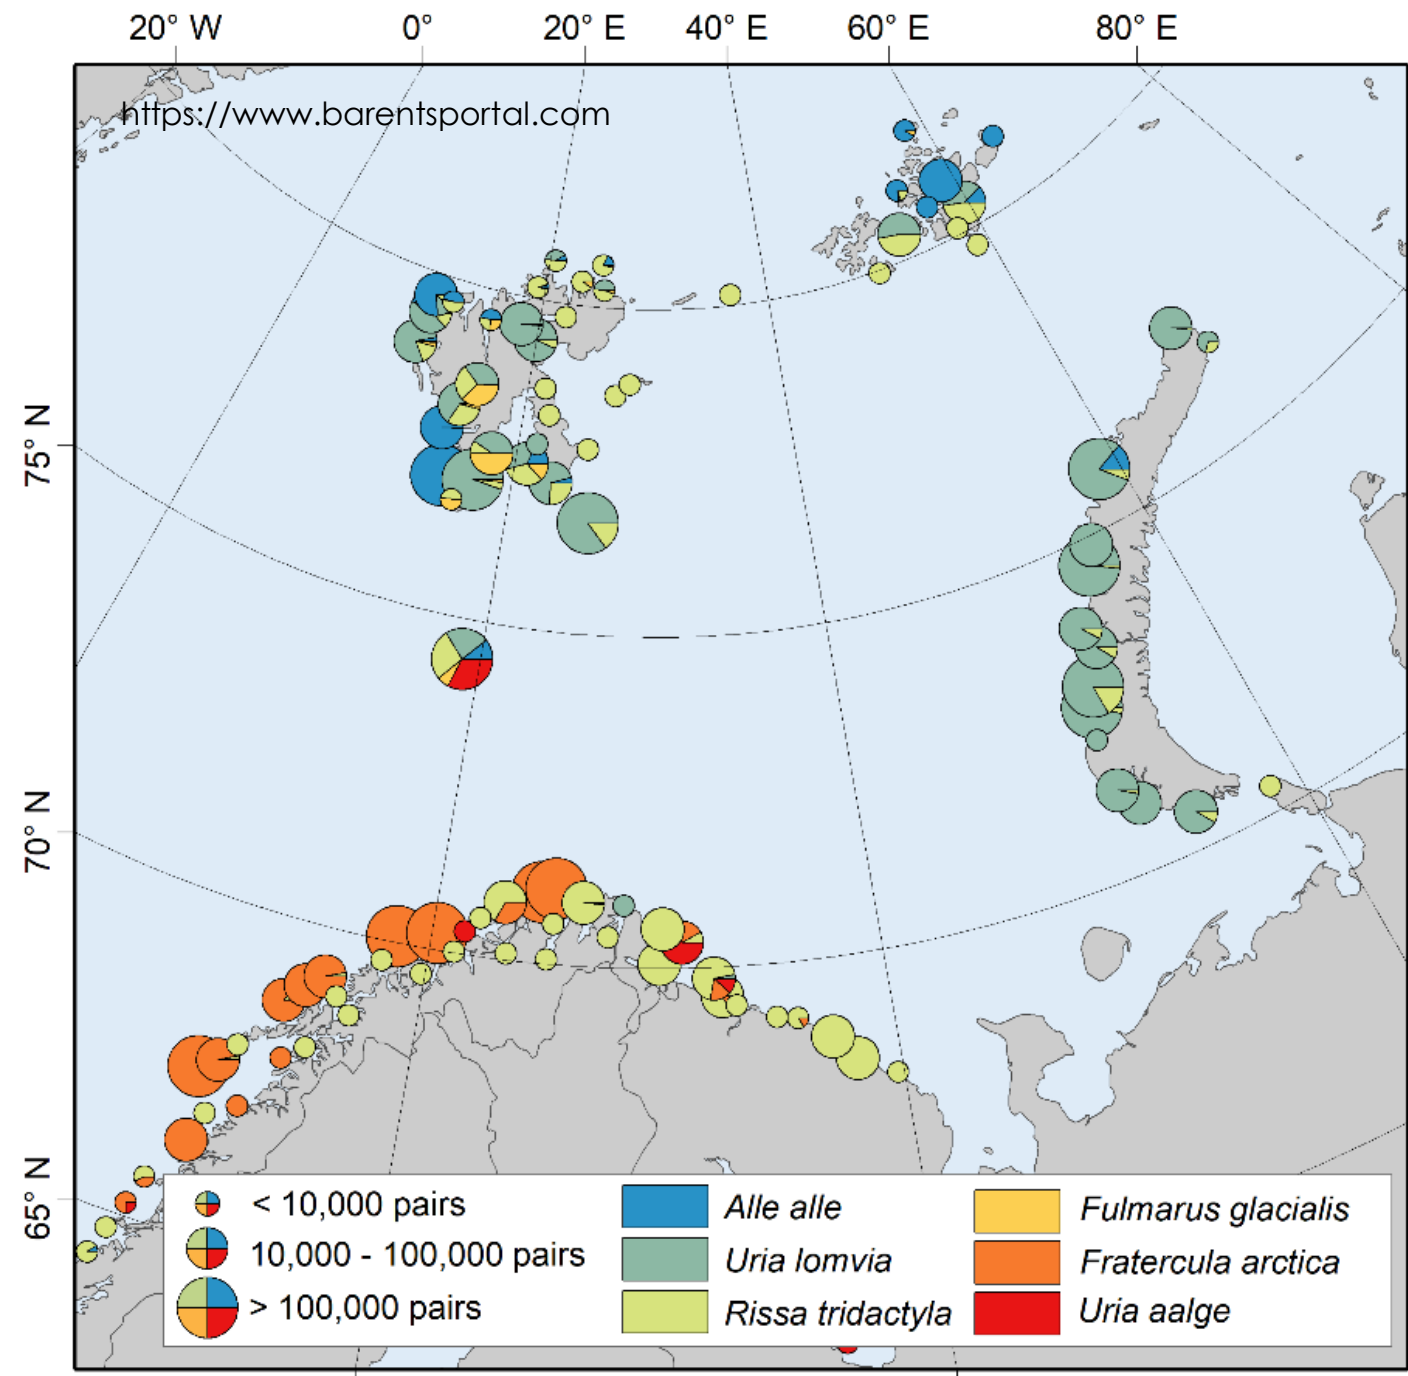 20° W 0° 20° E 40° E 60° E 80° E
https://www.barentsportal.com
75° N
70° N
65° N
< 10,000 pairs
10,000 - 100,000 pairs
> 100,000 pairs
Alle alle
Uria lomvia
Rissa tridactyla
Fulmarus glacialis
Fratercula arctica
Uria aalge